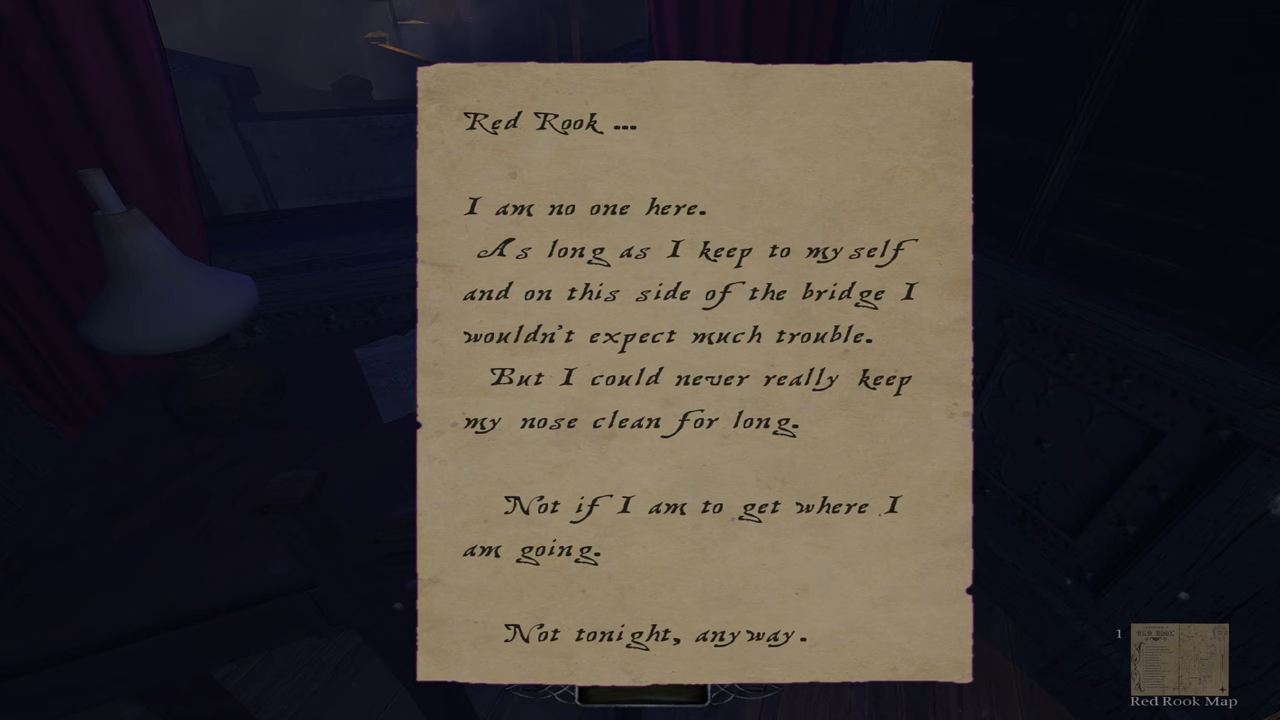 Red Rook ...
I am no one here.
As long as I keep to myself
and on this side of the bridge I
wouldn't expect much trouble.
But I could never really keep
my nose clean for long.
Not if I am to get where I
am going.
Not tonight, anyway.
1
RED ROOK
Red Rook Map